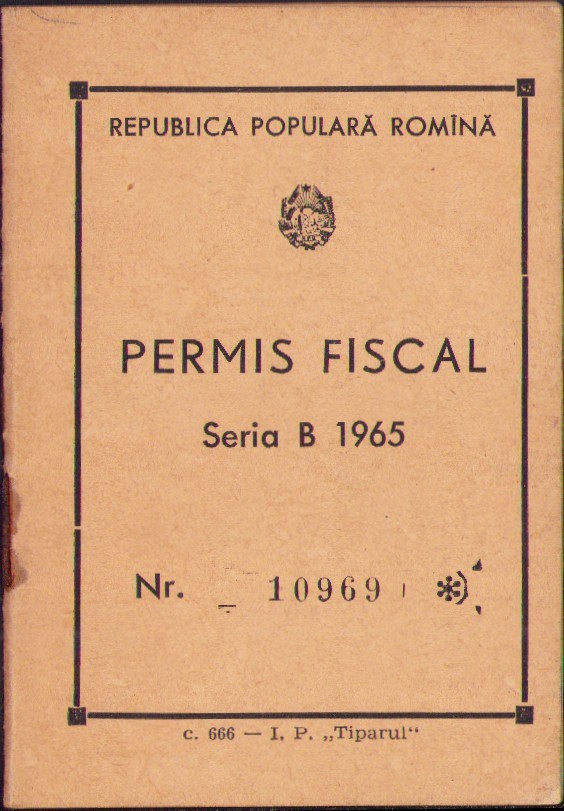 REPUBLICA POPULARĂ ROMÎNĂ
PERMIS FISCAL
Seria B 1965
Nr. 10969 *)
c. 666 — I. P. „Tiparul“